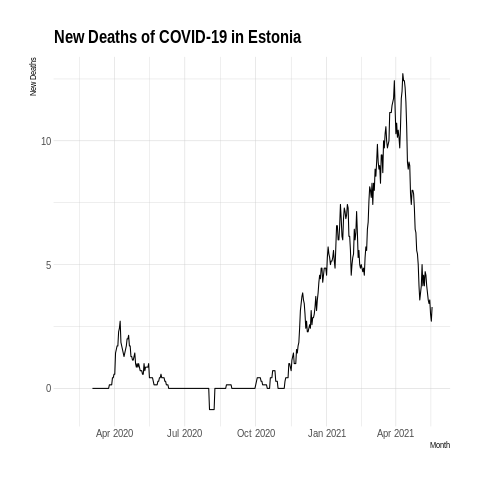 New Deaths of COVID-19 in Estonia
New Deaths
10
5
0
Apr 2020 Jul 2020 Oct 2020 Jan 2021 Apr 2021
Month